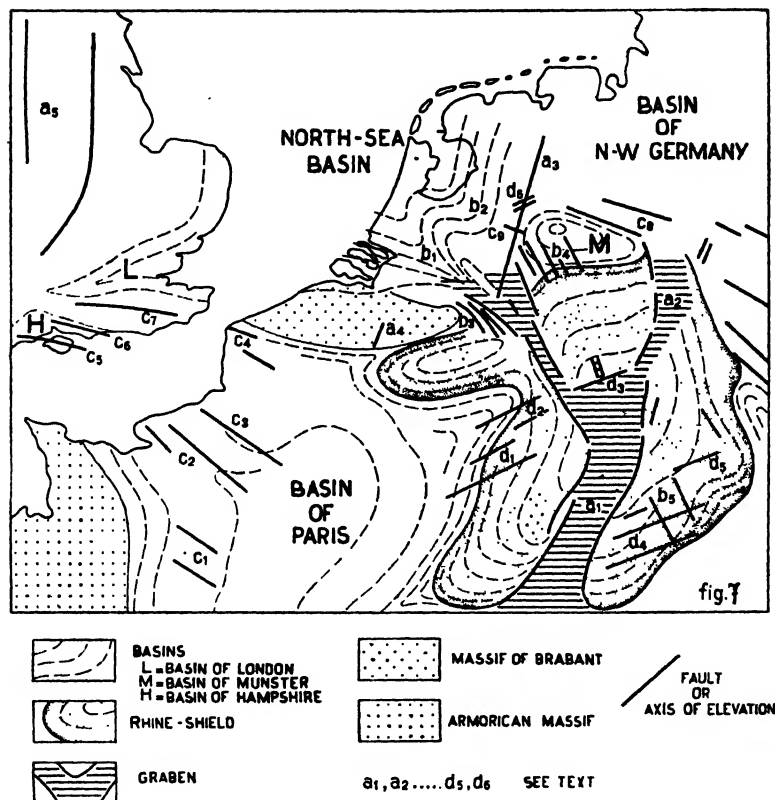 a5
NORTH-SEA
BASIN
BASIN
OF
N-W GERMANY
a3
b2
d6
c8
c9
b4
M
b1
L
a2
c7
H
c6
c5
a4
b3
c4
d3
c3
d2
c2
d1
d5
b5
BASIN
OF
PARIS
a1
d4
c1
fig.7
BASINS
L=BASIN OF LONDON
M=BASIN OF MUNSTER
H=BASIN OF HAMPSHIRE
RHINE-SHIELD
GRABEN
MASSIF OF BRABANT
ARMORICAN MASSIF
a1,a2.....d5,d6 SEE TEXT
FAULT
OR
AXIS OF ELEVATION